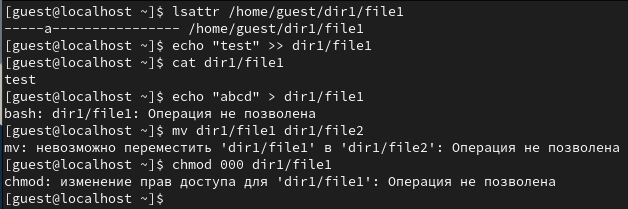 [guest@localhost ~]$ lsattr /home/guest/dir1/file1
-----a---------------- /home/guest/dir1/file1
[guest@localhost ~]$ echo "test" >> dir1/file1
[guest@localhost ~]$ cat dir1/file1
test
[guest@localhost ~]$ echo "abcd" > dir1/file1
bash: dir1/file1: Операция не позволена
[guest@localhost ~]$ mv dir1/file1 dir1/file2
mv: невозможно переместить 'dir1/file1' в 'dir1/file2': Операция не позволена
[guest@localhost ~]$ chmod 000 dir1/file1
chmod: изменение прав доступа для 'dir1/file1': Операция не позволена
[guest@localhost ~]$